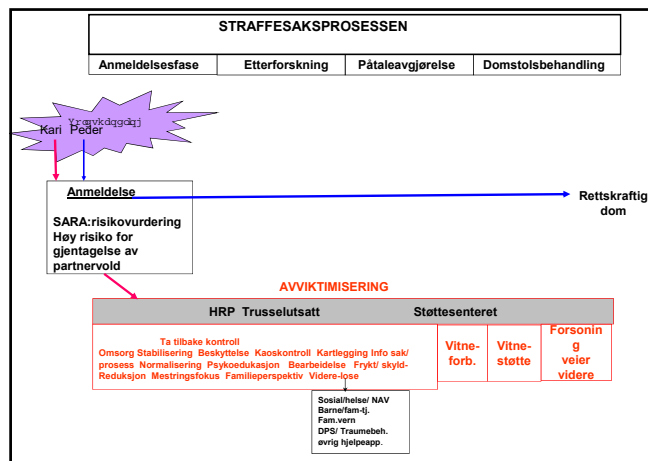 STRAFFESAKSPROSESSEN
Anmeldelsesfase Etterforskning Påtaleavgjørelse Domstolsbehandling
Kari Peder
Anmeldelse
SARA:risikovurdering
Høy risiko for
gjentagelse av
partnervold
Rettskraftig
dom
AVVIKTIMISERING
HRP Trusselutsatt Støttesenteret
Ta tilbake kontroll
Omsorg Stabilisering Beskyttelse Kaoskontroll Kartlegging Info sak/
prosess Normalisering Psykoedukasjon Bearbeidelse Frykt/ skyld-
Reduksjon Mestringsfokus Familieperspektiv Videre-lose
Vitne-
forb.
Vitne-
støtte
Forsonin
g
veier
videre
Sosial/helse/ NAV
Barne/fam-tj.
Fam.vern
DPS/ Traumebeh.
øvrig hjelpeapp.